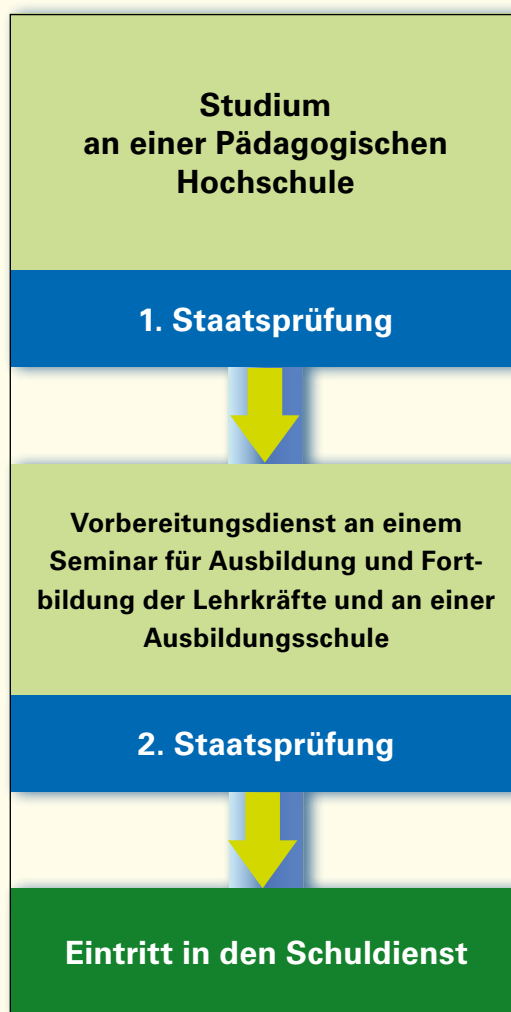 Studium
an einer Pädagogischen
Hochschule
1. Staatsprüfung
Vorbereitungsdienst an einem
Seminar für Ausbildung und Fort-
bildung der Lehrkräfte und an einer
Ausbildungsschule
2. Staatsprüfung
Eintritt in den Schuldienst